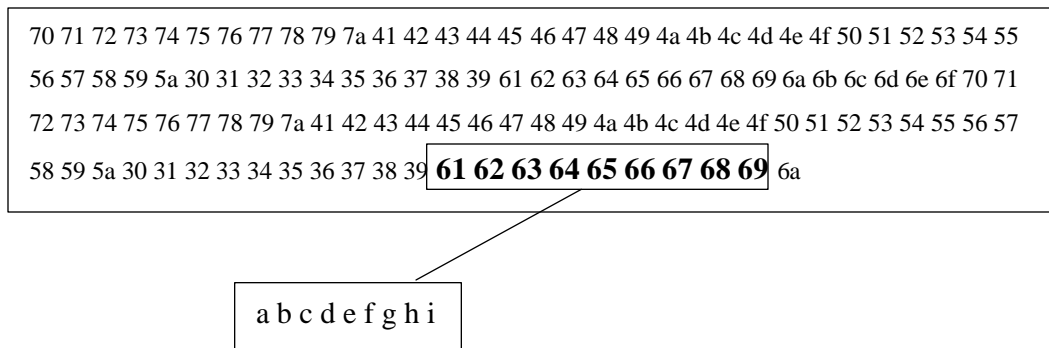 70 71 72 73 74 75 76 77 78 79 7a 41 42 43 44 45 46 47 48 49 4a 4b 4c 4d 4e 4f 50 51 52 53 54 55
56 57 58 59 5a 30 31 32 33 34 35 36 37 38 39 61 62 63 64 65 66 67 68 69 6a 6b 6c 6d 6e 6f 70 71
72 73 74 75 76 77 78 79 7a 41 42 43 44 45 46 47 48 49 4a 4b 4c 4d 4e 4f 50 51 52 53 54 55 56 57
58 59 5a 30 31 32 33 34 35 36 37 38 39 61 62 63 64 65 66 67 68 69 6a
a b c d e f g h i